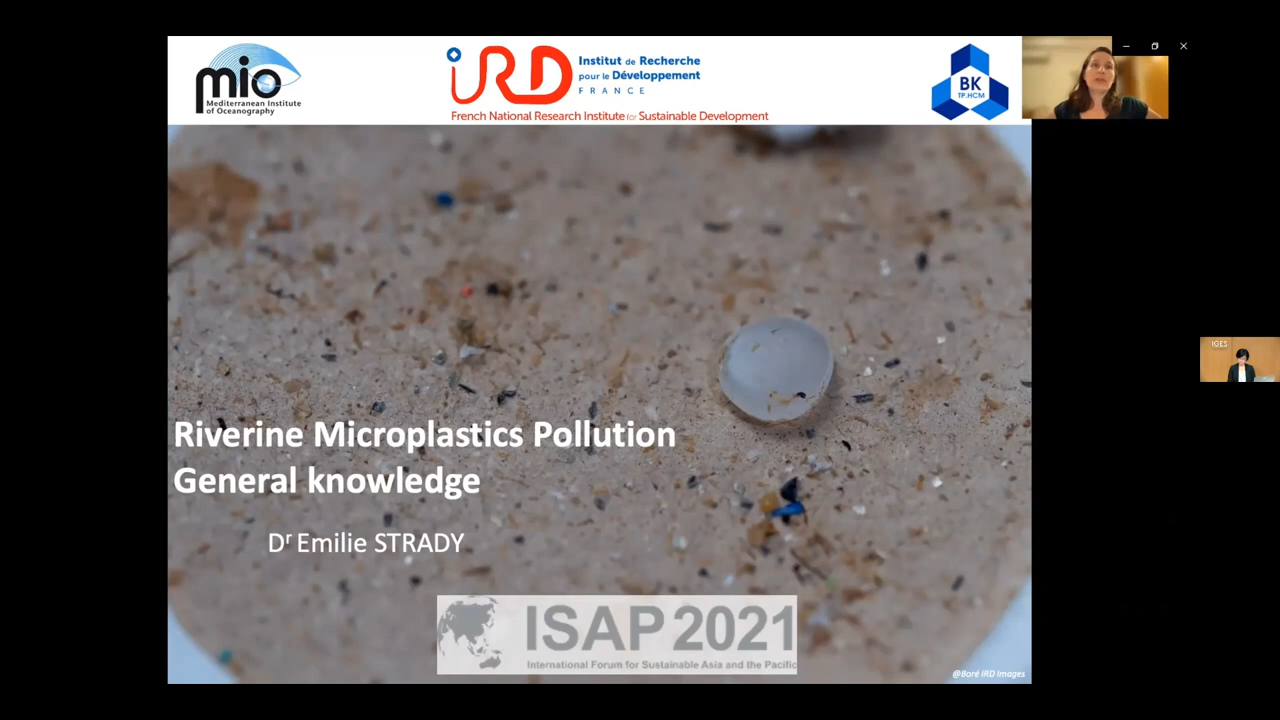 mio
Mediterranean Institute
of Oceanography
iRD
Institut de Recherche
pour le Développement
FRANCE
French National Research Institute for Sustainable Development
BK
TP.HCM
IGES
Riverine Microplastics Pollution
General knowledge
Dr Emilie STRADY
ISAP 2021
International Forum for Sustainable Asia and the Pacific
@Boré IRD Images